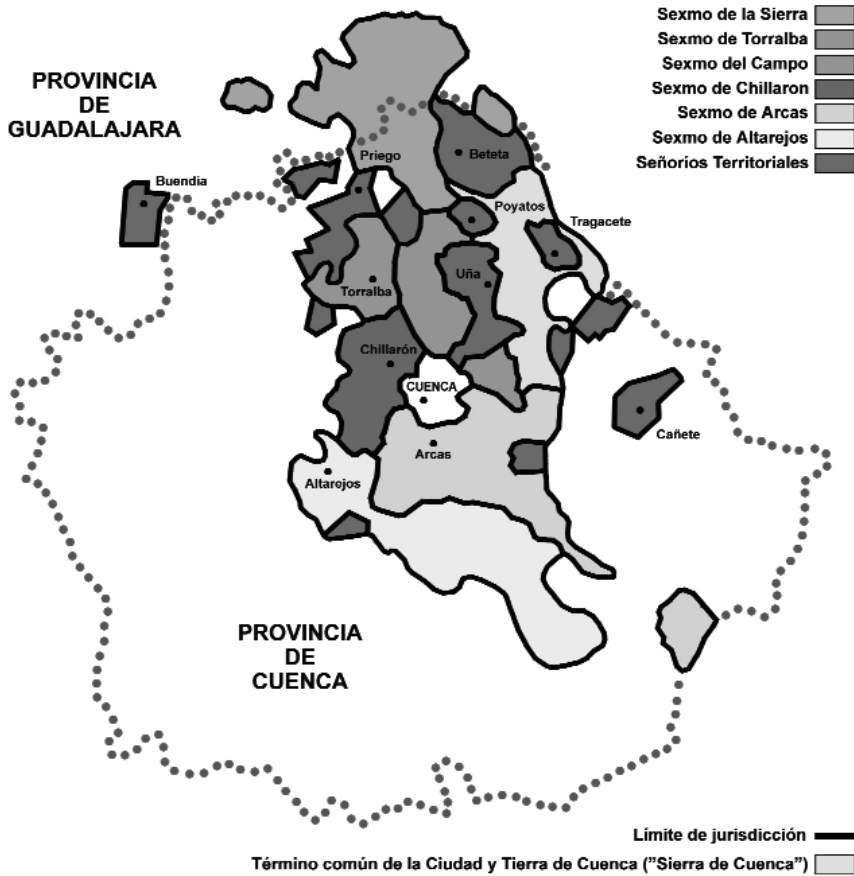 Sexmo de la Sierra
Sexmo de Torralba
Sexmo del Campo
Sexmo de Chillaron
Sexmo de Arcas
Sexmo de Altarejos
Señoríos Territoriales
PROVINCIA
DE
GUADALAJARA
Priego
Beteta
Buendia
Poyatos
Tragacete
Uña
Torralba
Chillarón
CUENCA
Cañete
Arcas
Altarejos
PROVINCIA
DE
CUENCA
Límite de jurisdicción
Término común de la Ciudad y Tierra de Cuenca ("Sierra de Cuenca")